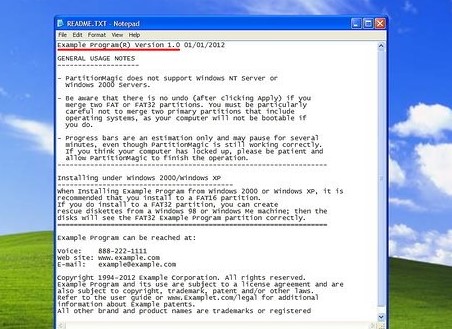 README.TXT - Notepad
File Edit Format View Help
Example Program(R) Version 1.0 01/01/2012
GENERAL USAGE NOTES
--------------------
- PartitionMagic does not support Windows NT Server or
Windows 2000 Servers.
- Be aware that there is no undo (after clicking Apply) if you
merge two FAT or FAT32 partitions. You must be particularly
careful not to merge two primary partitions that include
operating systems, as your computer will not be bootable if
you do.
- Progress bars are an estimation only and may pause for several
minutes, even though PartitionMagic is still working correctly.
If you think your computer has locked up, please be patient and
allow PartitionMagic to finish the operation.
Installing under Windows 2000/Windows XP
When Installing Example Program from Windows 2000 or Windows XP, it is
recommended that you install to a FAT16 partition.
If you do install to a FAT32 partition, you can create
rescue diskettes from a Windows 98 or Windows Me machine; then the
disks will see the FAT32 Example Program partition correctly.
Example Program can be reached at:
Voice: 888-222-1111
Web site: www.example.com
E-mail: example@example.com
Copyright 1994-2012 Example Corporation. All rights reserved.
Example Program and its use are subject to a license agreement and are
also subject to copyright, trademark, patent and/or other laws.
Refer to the user guide or www.Examplet.com/legal for additional
information about Example patents.
All other brand and product names are trademarks or registered